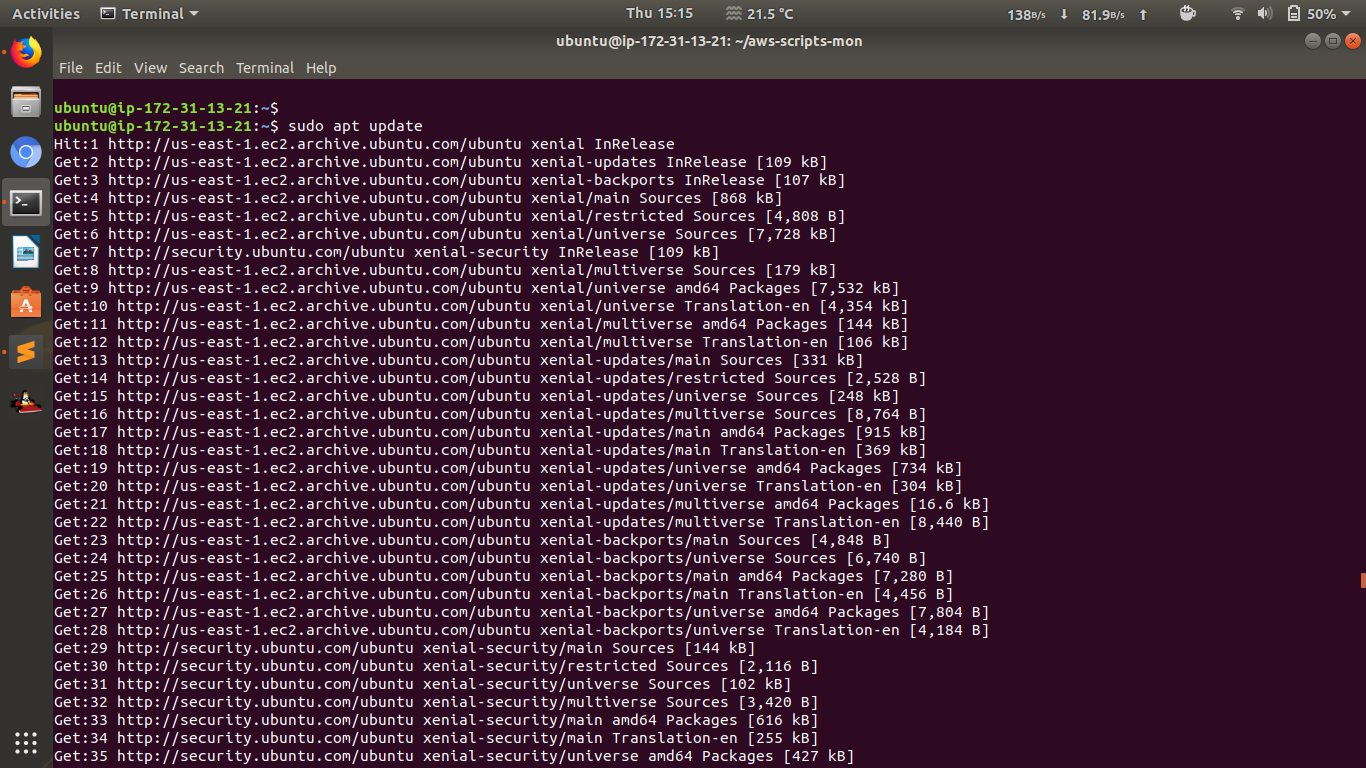 Activities Terminal Thu 15:15 21.5 °C 138B/s ↓ 81.9B/s ↑ 50%
ubuntu@ip-172-31-13-21: ~/aws-scripts-mon
File Edit View Search Terminal Help
ubuntu@ip-172-31-13-21:~$
ubuntu@ip-172-31-13-21:~$ sudo apt update
Hit:1 http://us-east-1.ec2.archive.ubuntu.com/ubuntu xenial InRelease
Get:2 http://us-east-1.ec2.archive.ubuntu.com/ubuntu xenial-updates InRelease [109 kB]
Get:3 http://us-east-1.ec2.archive.ubuntu.com/ubuntu xenial-backports InRelease [107 kB]
Get:4 http://us-east-1.ec2.archive.ubuntu.com/ubuntu xenial/main Sources [868 kB]
Get:5 http://us-east-1.ec2.archive.ubuntu.com/ubuntu xenial/restricted Sources [4,808 B]
Get:6 http://us-east-1.ec2.archive.ubuntu.com/ubuntu xenial/universe Sources [7,728 kB]
Get:7 http://security.ubuntu.com/ubuntu xenial-security InRelease [109 kB]
Get:8 http://us-east-1.ec2.archive.ubuntu.com/ubuntu xenial/multiverse Sources [179 kB]
Get:9 http://us-east-1.ec2.archive.ubuntu.com/ubuntu xenial/universe amd64 Packages [7,532 kB]
Get:10 http://us-east-1.ec2.archive.ubuntu.com/ubuntu xenial/universe Translation-en [4,354 kB]
Get:11 http://us-east-1.ec2.archive.ubuntu.com/ubuntu xenial/multiverse amd64 Packages [144 kB]
Get:12 http://us-east-1.ec2.archive.ubuntu.com/ubuntu xenial/multiverse Translation-en [106 kB]
Get:13 http://us-east-1.ec2.archive.ubuntu.com/ubuntu xenial-updates/main Sources [331 kB]
Get:14 http://us-east-1.ec2.archive.ubuntu.com/ubuntu xenial-updates/restricted Sources [2,528 B]
Get:15 http://us-east-1.ec2.archive.ubuntu.com/ubuntu xenial-updates/universe Sources [248 kB]
Get:16 http://us-east-1.ec2.archive.ubuntu.com/ubuntu xenial-updates/multiverse Sources [8,764 B]
Get:17 http://us-east-1.ec2.archive.ubuntu.com/ubuntu xenial-updates/main amd64 Packages [915 kB]
Get:18 http://us-east-1.ec2.archive.ubuntu.com/ubuntu xenial-updates/main Translation-en [369 kB]
Get:19 http://us-east-1.ec2.archive.ubuntu.com/ubuntu xenial-updates/universe amd64 Packages [734 kB]
Get:20 http://us-east-1.ec2.archive.ubuntu.com/ubuntu xenial-updates/universe Translation-en [304 kB]
Get:21 http://us-east-1.ec2.archive.ubuntu.com/ubuntu xenial-updates/multiverse amd64 Packages [16.6 kB]
Get:22 http://us-east-1.ec2.archive.ubuntu.com/ubuntu xenial-updates/multiverse Translation-en [8,440 B]
Get:23 http://us-east-1.ec2.archive.ubuntu.com/ubuntu xenial-backports/main Sources [4,848 B]
Get:24 http://us-east-1.ec2.archive.ubuntu.com/ubuntu xenial-backports/universe Sources [6,740 B]
Get:25 http://us-east-1.ec2.archive.ubuntu.com/ubuntu xenial-backports/main amd64 Packages [7,280 B]
Get:26 http://us-east-1.ec2.archive.ubuntu.com/ubuntu xenial-backports/main Translation-en [4,456 B]
Get:27 http://us-east-1.ec2.archive.ubuntu.com/ubuntu xenial-backports/universe amd64 Packages [7,804 B]
Get:28 http://us-east-1.ec2.archive.ubuntu.com/ubuntu xenial-backports/universe Translation-en [4,184 B]
Get:29 http://security.ubuntu.com/ubuntu xenial-security/main Sources [144 kB]
Get:30 http://security.ubuntu.com/ubuntu xenial-security/restricted Sources [2,116 B]
Get:31 http://security.ubuntu.com/ubuntu xenial-security/universe Sources [102 kB]
Get:32 http://security.ubuntu.com/ubuntu xenial-security/multiverse Sources [3,420 B]
Get:33 http://security.ubuntu.com/ubuntu xenial-security/main amd64 Packages [616 kB]
Get:34 http://security.ubuntu.com/ubuntu xenial-security/main Translation-en [255 kB]
Get:35 http://security.ubuntu.com/ubuntu xenial-security/universe amd64 Packages [427 kB]